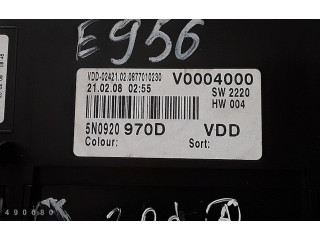 E956
VDD-02421.02.0877010230 V0004000
21.02.08 02:55 SW 2220
HW 004
5N0920 970D VDD
Colour: Sort:
490680